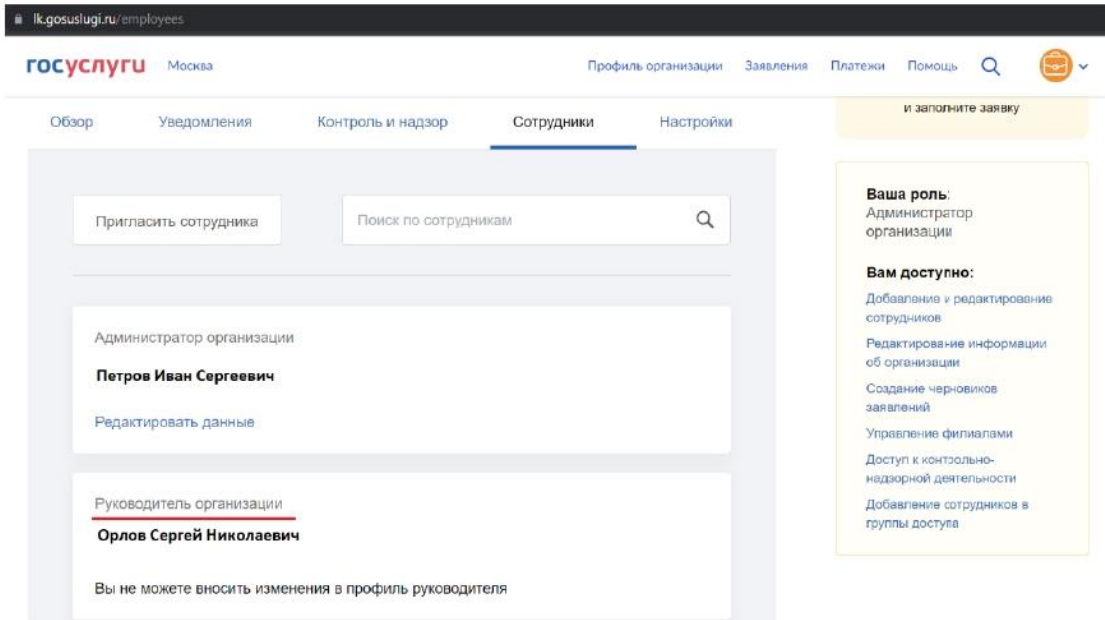 lk.gosuslugi.ru/employees
госуслуги Москва Профиль организации Заявления Платежи Помощь
Обзор Уведомления Контроль и надзор Сотрудники Настройки
и заполните заявку
Пригласить сотрудника
Поиск по сотрудникам
Администратор организации
Петров Иван Сергеевич
Редактировать данные
Руководитель организации
Орлов Сергей Николаевич
Вы не можете вносить изменения в профиль руководителя
Ваша роль:
Администратор
организации
Вам доступно:
Добавление и редактирование
сотрудников
Редактирование информации
об организации
Создание черновиков
заявлений
Управление филиалами
Доступ к контрольно-
надзорной деятельности
Добавление сотрудников в
группы доступа